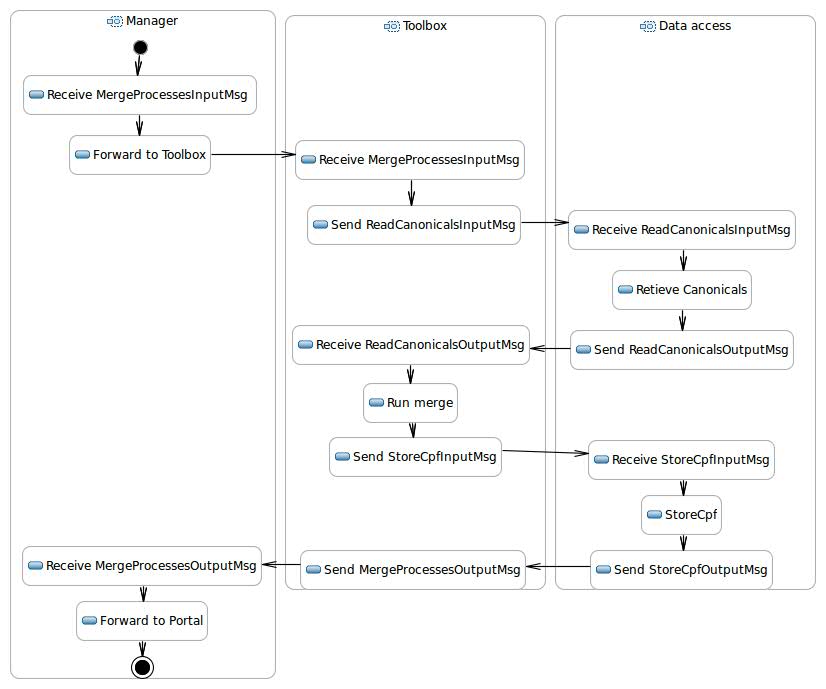 Manager
Toolbox
Data access
Receive MergeProcessesInputMsg
Forward to Toolbox
Receive MergeProcessesInputMsg
Send ReadCanonicalsInputMsg
Receive ReadCanonicalsInputMsg
Retieve Canonicals
Send ReadCanonicalsOutputMsg
Receive ReadCanonicalsOutputMsg
Run merge
Send StoreCpfInputMsg
Receive StoreCpfInputMsg
StoreCpf
Send StoreCpfOutputMsg
Send MergeProcessesOutputMsg
Receive MergeProcessesOutputMsg
Forward to Portal